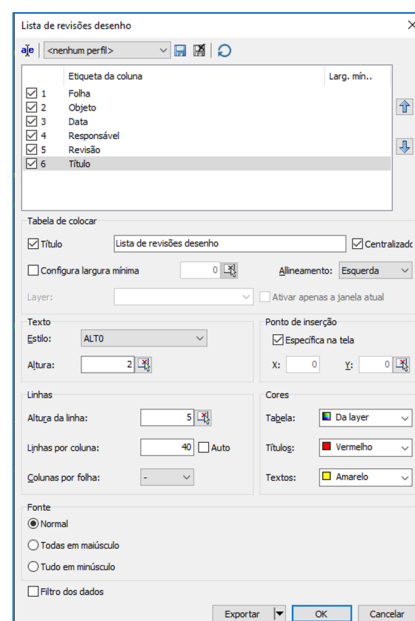 Lista de revisões desenho
aje <nenhum perfil>
Etiqueta da coluna Larg. mín..
1 Folha
2 Objeto
3 Data
4 Responsável
5 Revisão
6 Título
Tabela de colocar
Título Lista de revisões desenho Centralizado
Configura largura mínima 0 Allineamento: Esquerda
Layer: Ativar apenas a janela atual
Texto Ponto de inserção
Estilo: ALT0 Específica na tela
Altura: 2 X: 0 Y: 0
Linhas Cores
Altura da linha: 5 Tabela: Da layer
Linhas por coluna: 40 Auto Títulos: Vermelho
Colunas por folha: - Textos: Amarelo
Fonte
Normal
Todas em maiúsculo
Tudo em minúsculo
Filtro dos dados
Exportar OK Cancelar